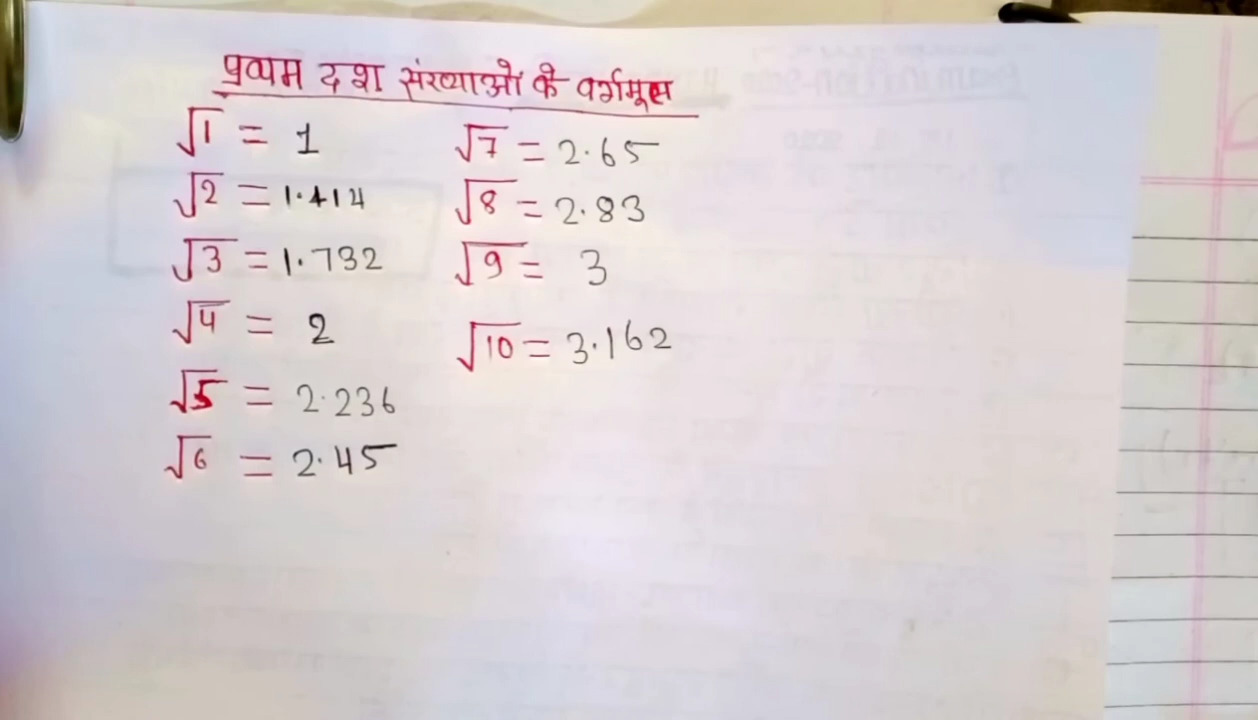 प्रथम दश संख्याओं के वर्गमूल
√1 = 1
√2 = 1.414
√3 = 1.732
√4 = 2
√5 = 2.236
√6 = 2.45
√7 = 2.65
√8 = 2.83
√9 = 3
√10 = 3.162